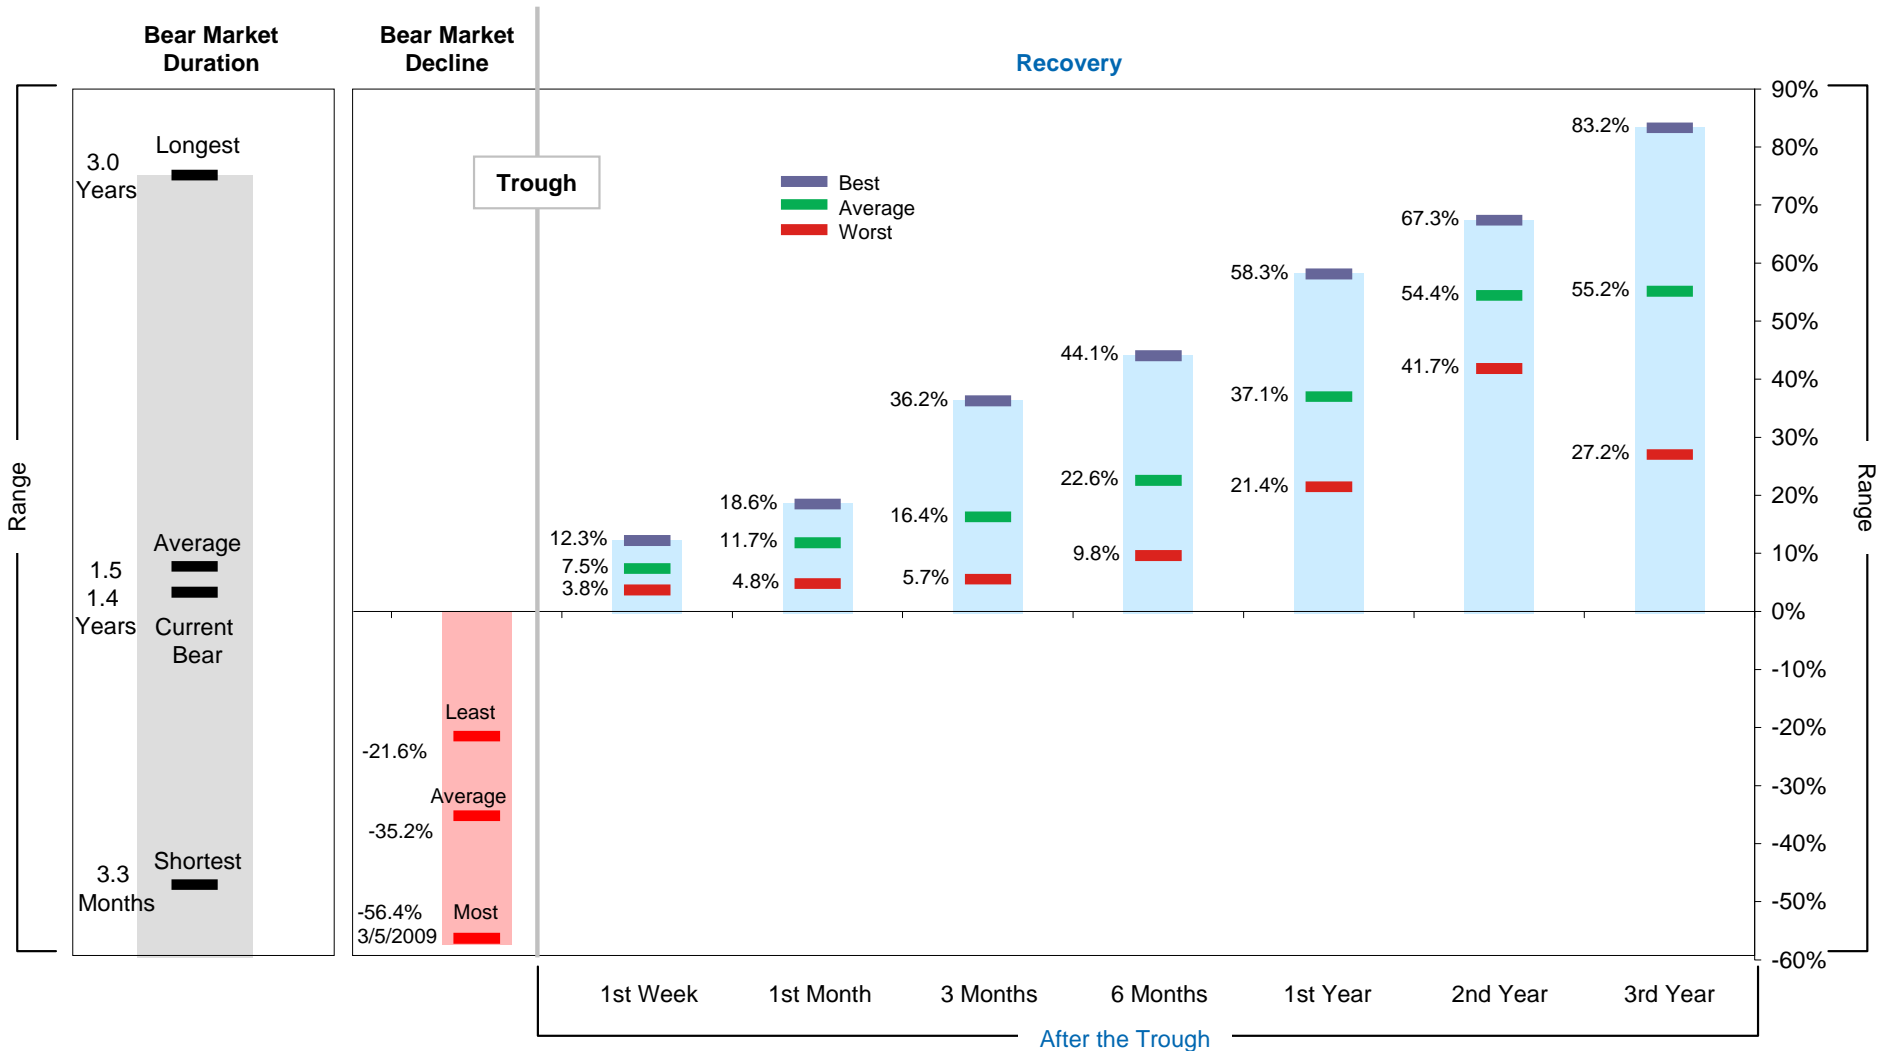 Bear Market
Duration
Bear Market
Decline
Recovery
Range
Longest
3.0
Years
Average
1.5
1.4
Years
Current
Bear
Shortest
3.3
Months
Trough
Least
-21.6%
Average
-35.2%
-56.4%
Most
3/5/2009
Best
Average
Worst
12.3%
7.5%
3.8%
18.6%
11.7%
4.8%
36.2%
16.4%
5.7%
44.1%
22.6%
9.8%
58.3%
37.1%
21.4%
67.3%
54.4%
41.7%
83.2%
55.2%
27.2%
90%
80%
70%
60%
50%
40%
30%
20%
10%
0%
-10%
-20%
-30%
-40%
-50%
-60%
Range
1st Week
1st Month
3 Months
6 Months
1st Year
2nd Year
3rd Year
After the Trough